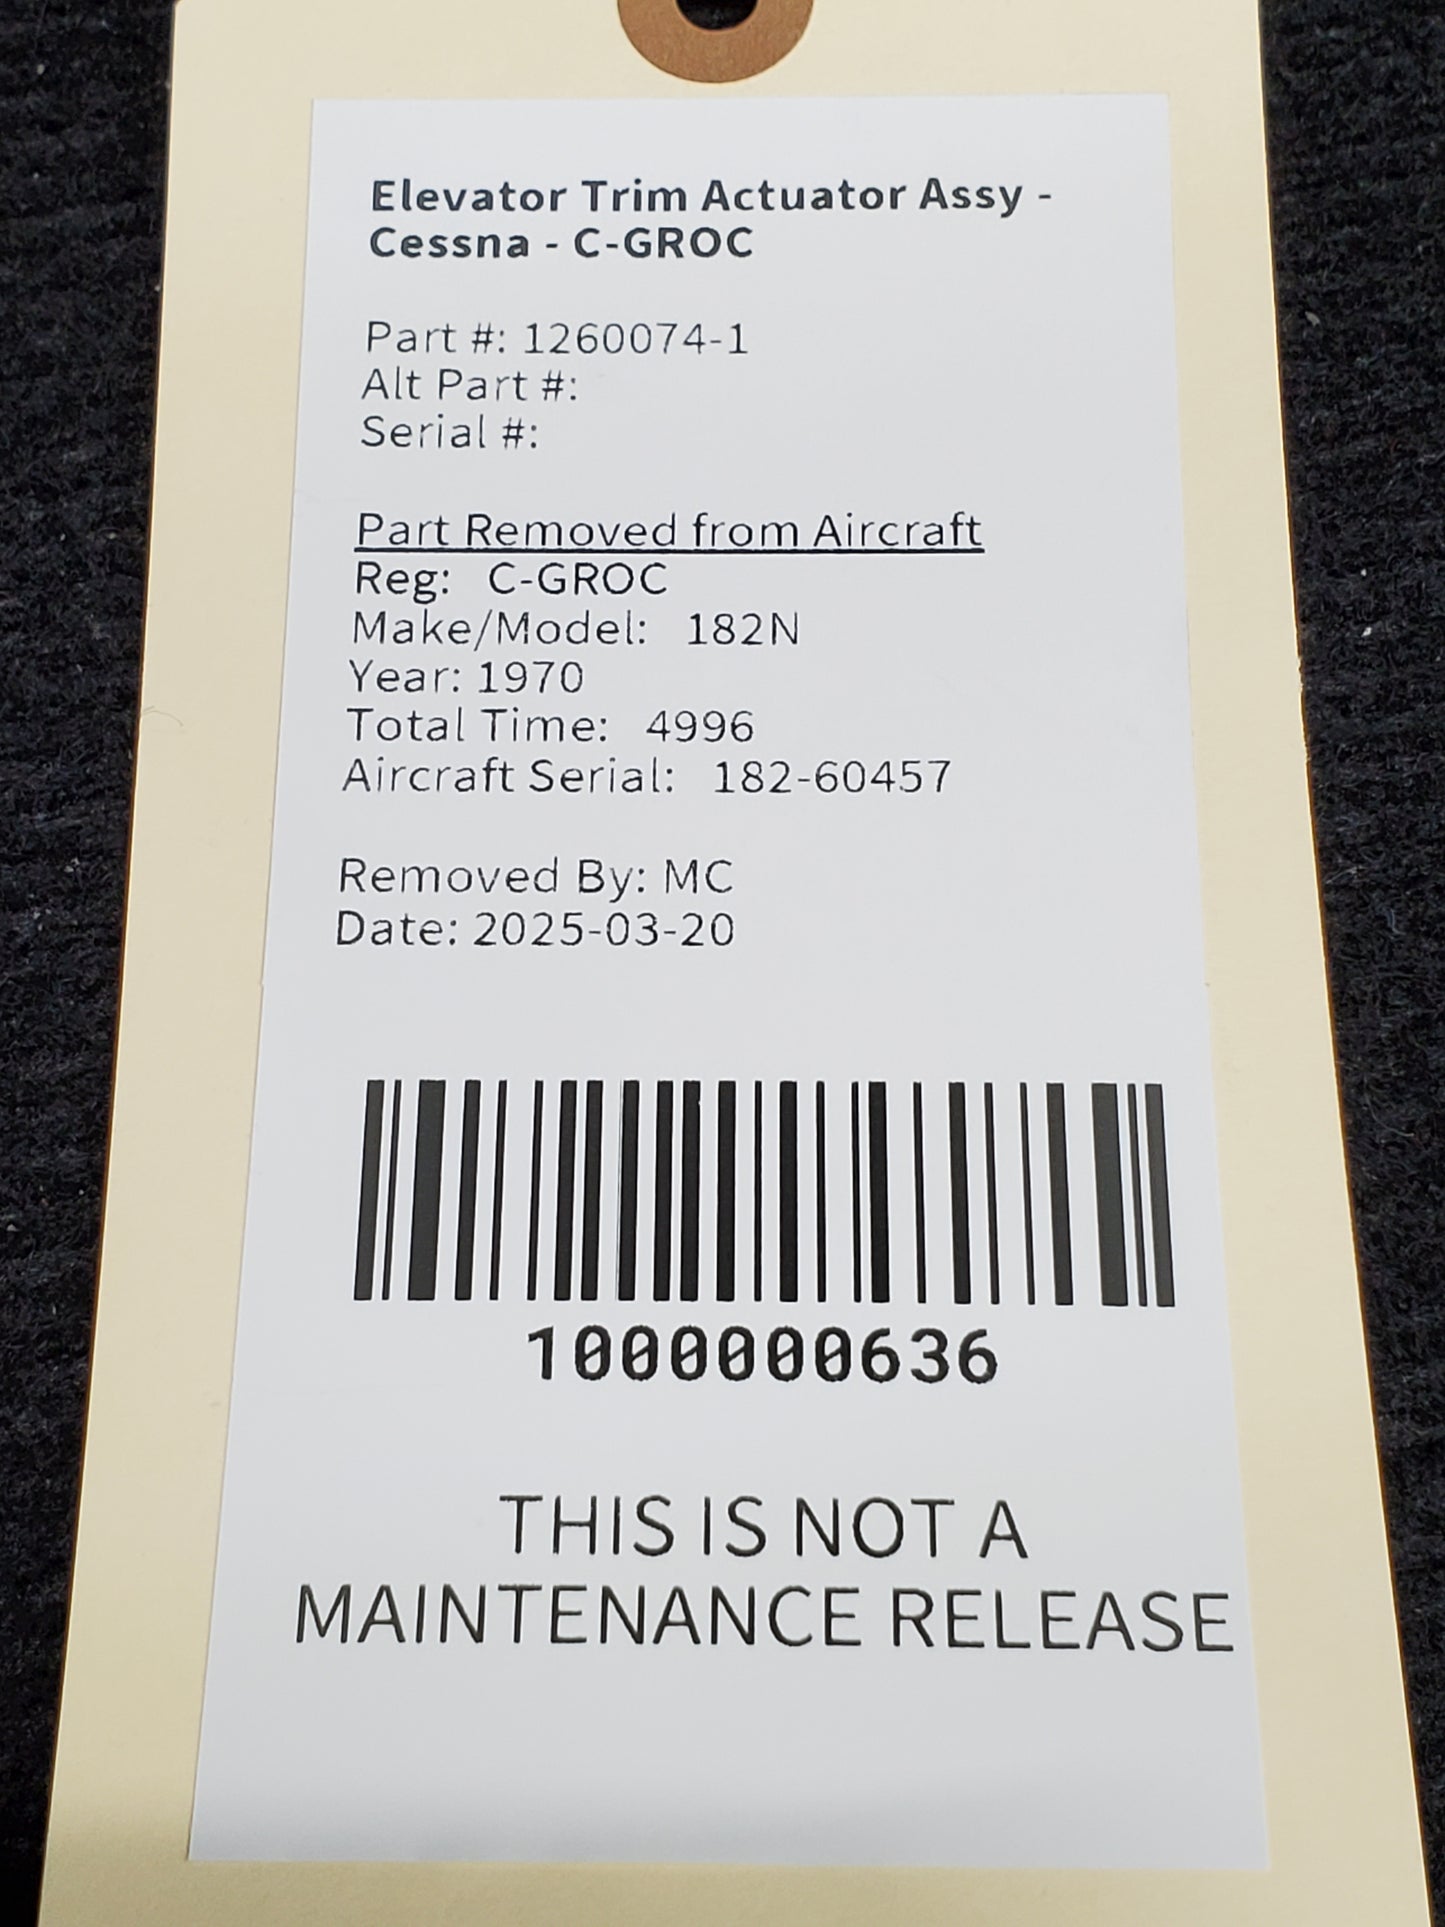 Elevator Trim Actuator Assy -
Cessna - C-GROC
Part #: 1260074-1
Alt Part #:
Serial #:
Part Removed from Aircraft
Reg: C-GROC
Make/Model: 182N
Year: 1970
Total Time: 4996
Aircraft Serial: 182-60457
Removed By: MC
Date: 2025-03-20
1000000636
THIS IS NOT A
MAINTENANCE RELEASE